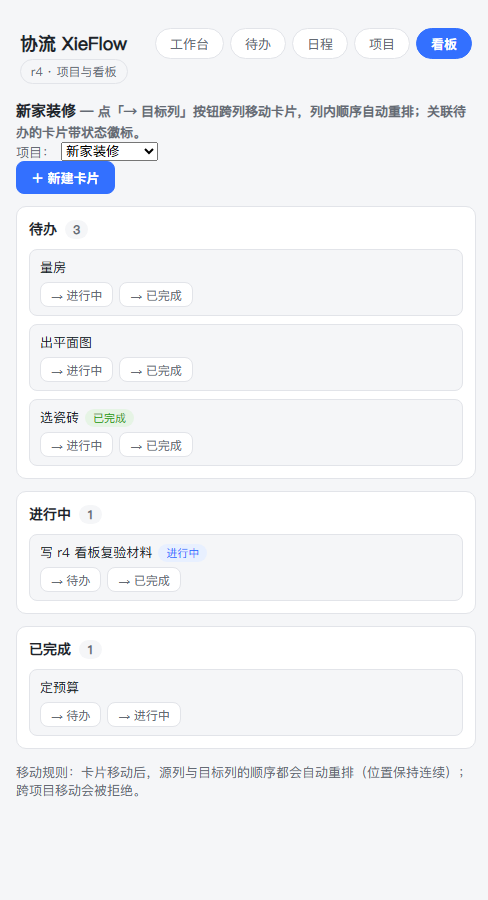 协流 XieFlow
工作台 待办 日程 项目 看板
r4 · 项目与看板
新家装修 — 点「→ 目标列」按钮跨列移动卡片，列内顺序自动重排；关联待
办的卡片带状态徽标。
项目： 新家装修
＋ 新建卡片
待办 3
量房
→ 进行中 → 已完成
出平面图
→ 进行中 → 已完成
选瓷砖 已完成
→ 进行中 → 已完成
进行中 1
写 r4 看板复验材料 进行中
→ 待办 → 已完成
已完成 1
定预算
→ 待办 → 进行中
移动规则：卡片移动后，源列与目标列的顺序都会自动重排（位置保持连续）；
跨项目移动会被拒绝。